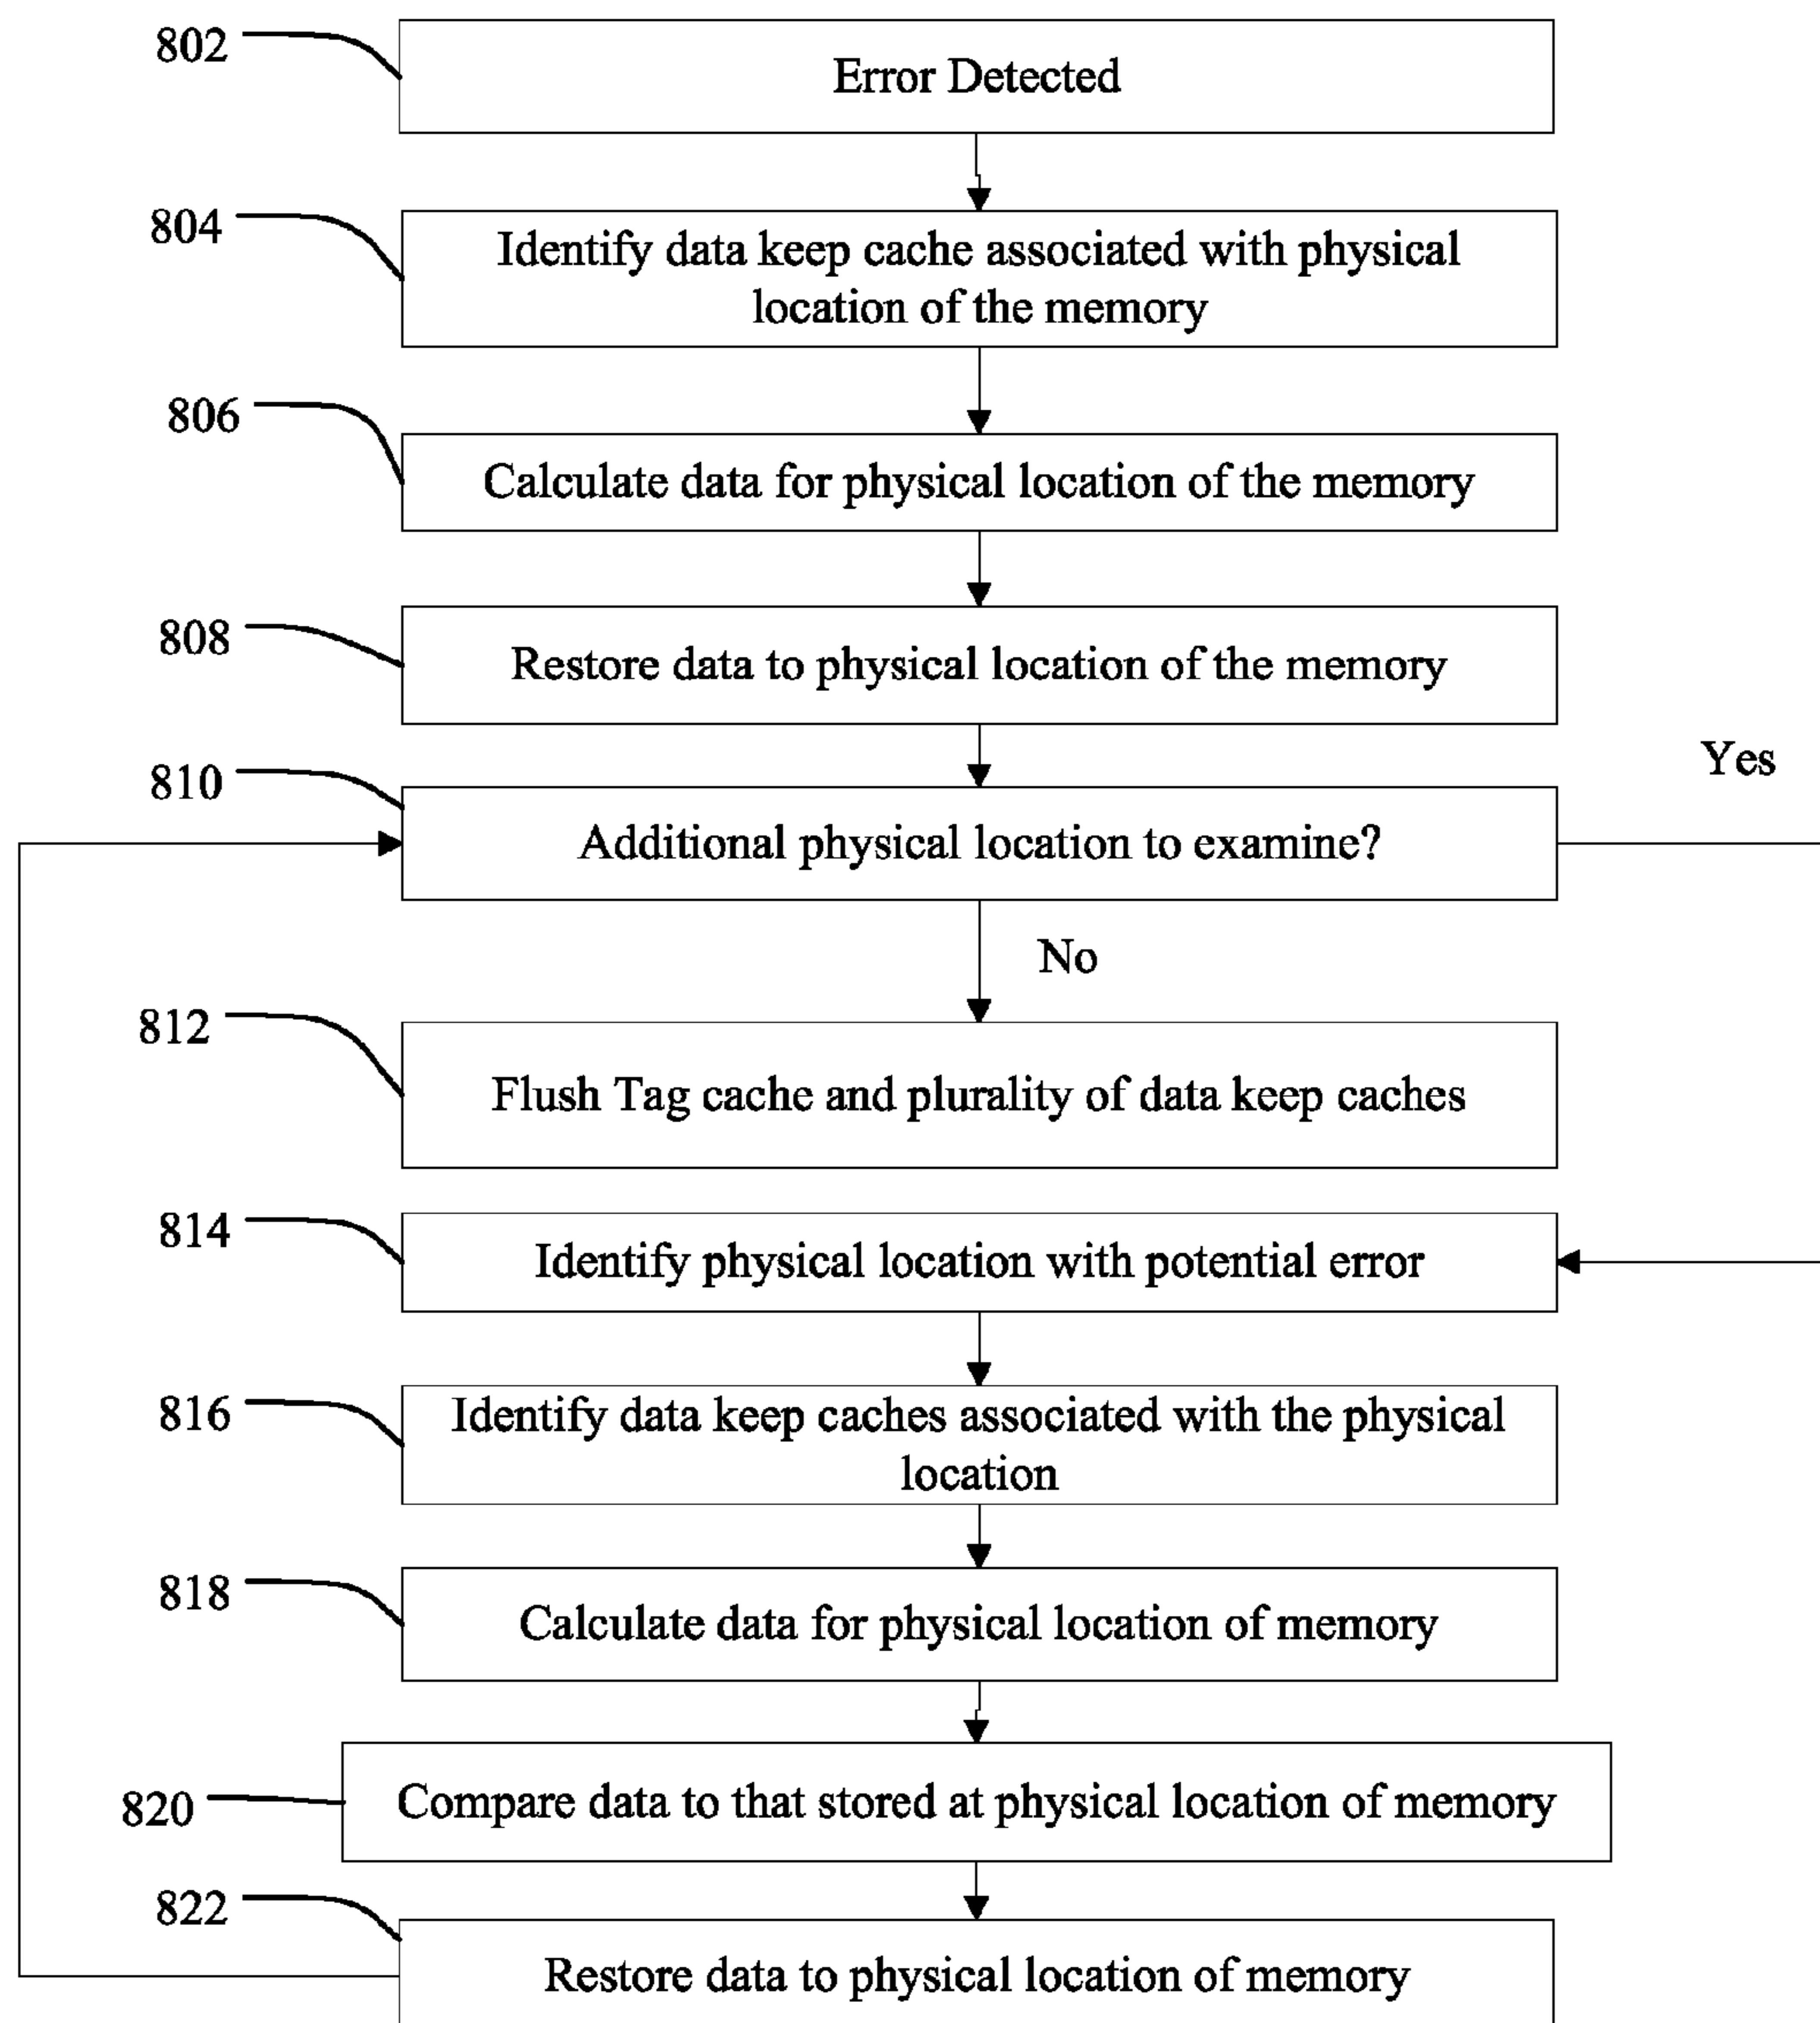 802
Error Detected
804
Identify data keep cache associated with physical
location of the memory
806
Calculate data for physical location of the memory
808
Restore data to physical location of the memory
Yes
810
Additional physical location to examine?
No
812
Flush Tag cache and plurality of data keep caches
814
Identify physical location with potential error
816
Identify data keep caches associated with the physical
location
818
Calculate data for physical location of memory
820
Compare data to that stored at physical location of memory
822
Restore data to physical location of memory